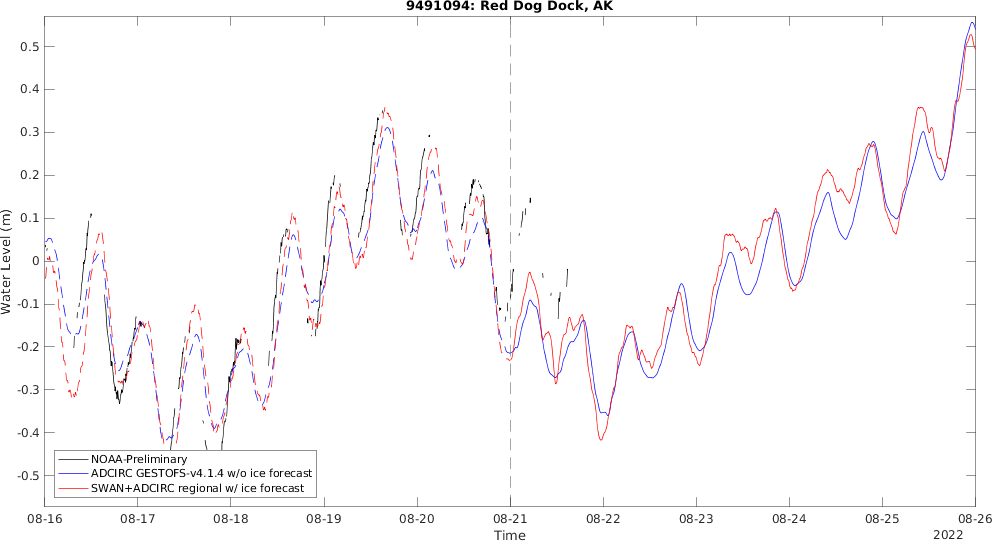 9491094: Red Dog Dock, AK
Water Level (m)
0.5
0.4
0.3
0.2
0.1
0
-0.1
-0.2
-0.3
-0.4
-0.5
NOAA-Preliminary
ADCIRC GESTOFS-v4.1.4 w/o ice forecast
SWAN+ADCIRC regional w/ ice forecast
08-16 08-17 08-18 08-19 08-20 08-21 08-22 08-23 08-24 08-25 08-26
Time
2022